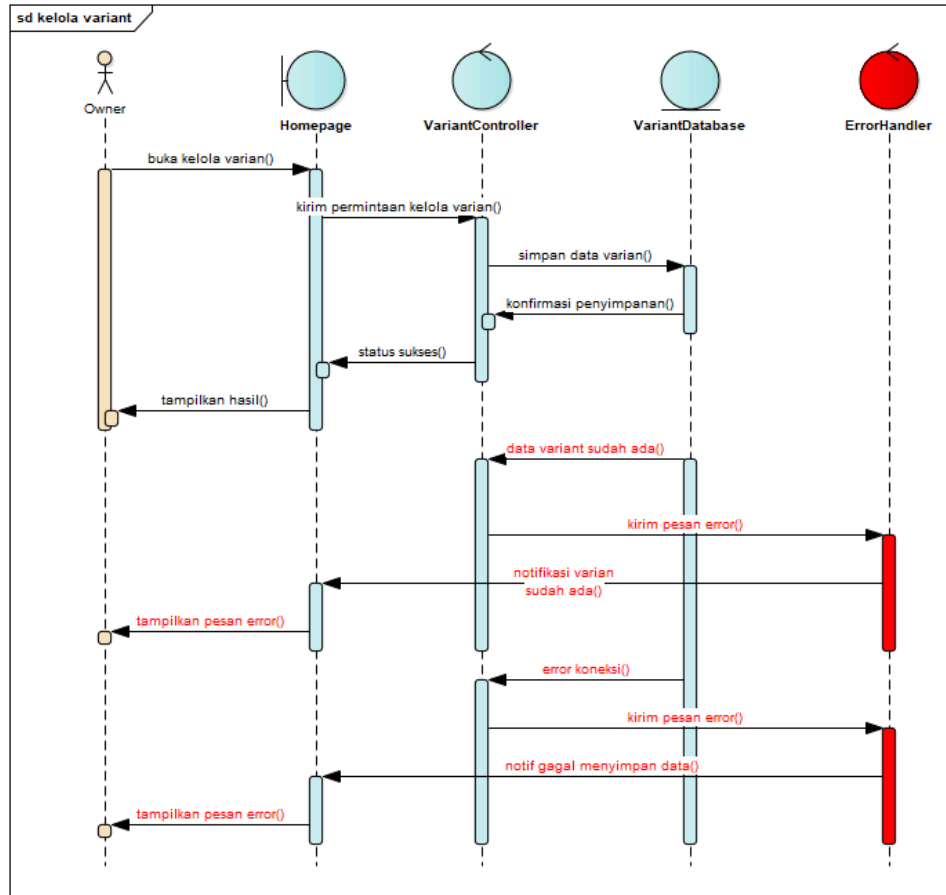 sd kelola variant
Owner
Homepage
VariantController
VariantDatabase
ErrorHandler
buka kelola varian()
kirim permintaan kelola varian()
simpan data varian()
konfirmasi penyimpanan()
status sukses()
tampilkan hasil()
data variant sudah ada()
kirim pesan error()
notifikasi varian
sudah ada()
tampilkan pesan error()
error koneksi()
kirim pesan error()
notif gagal menyimpan data()
tampilkan pesan error()